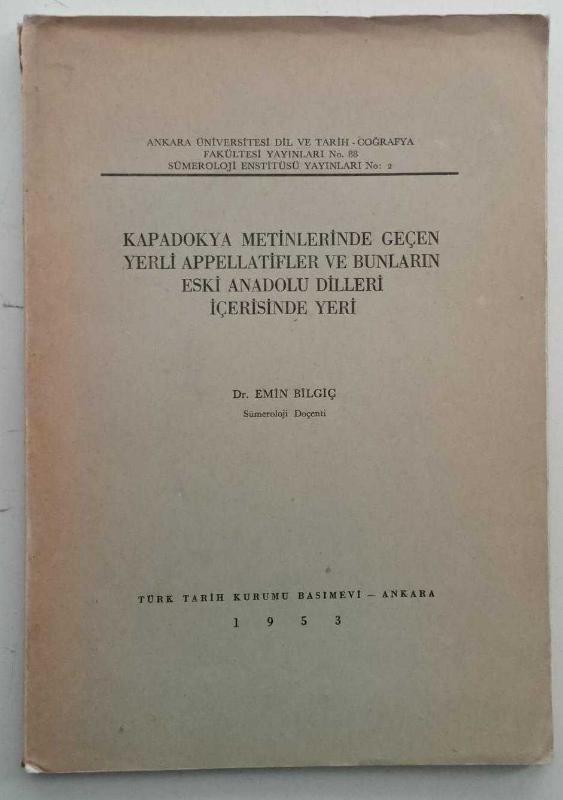 ANKARA ÜNİVERSİTESİ DİL VE TARİH - COĞRAFYA
FAKÜLTESİ YAYINLARI No. 88
SÜMEROLOJİ ENSTİTÜSÜ YAYINLARI No: 2
KAPADOKYA METİNLERİNDE GEÇEN
YERLİ APPELLATİFLER VE BUNLARIN
ESKİ ANADOLU DİLLERİ
İÇERİSİNDE YERİ
Dr. EMİN BİLGİÇ
Sümeroloji Doçenti
TÜRK TARİH KURUMU BASIMEVİ — ANKARA
1 9 5 3